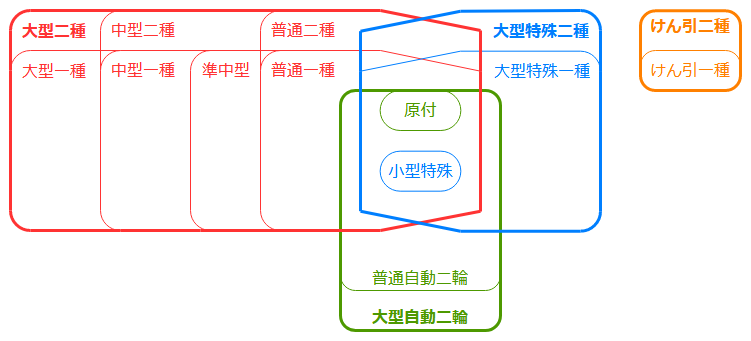 大型二種
中型二種
普通二種
大型特殊二種
けん引二種
大型一種
中型一種
準中型
普通一種
大型特殊一種
けん引一種
原付
小型特殊
普通自動二輪
大型自動二輪